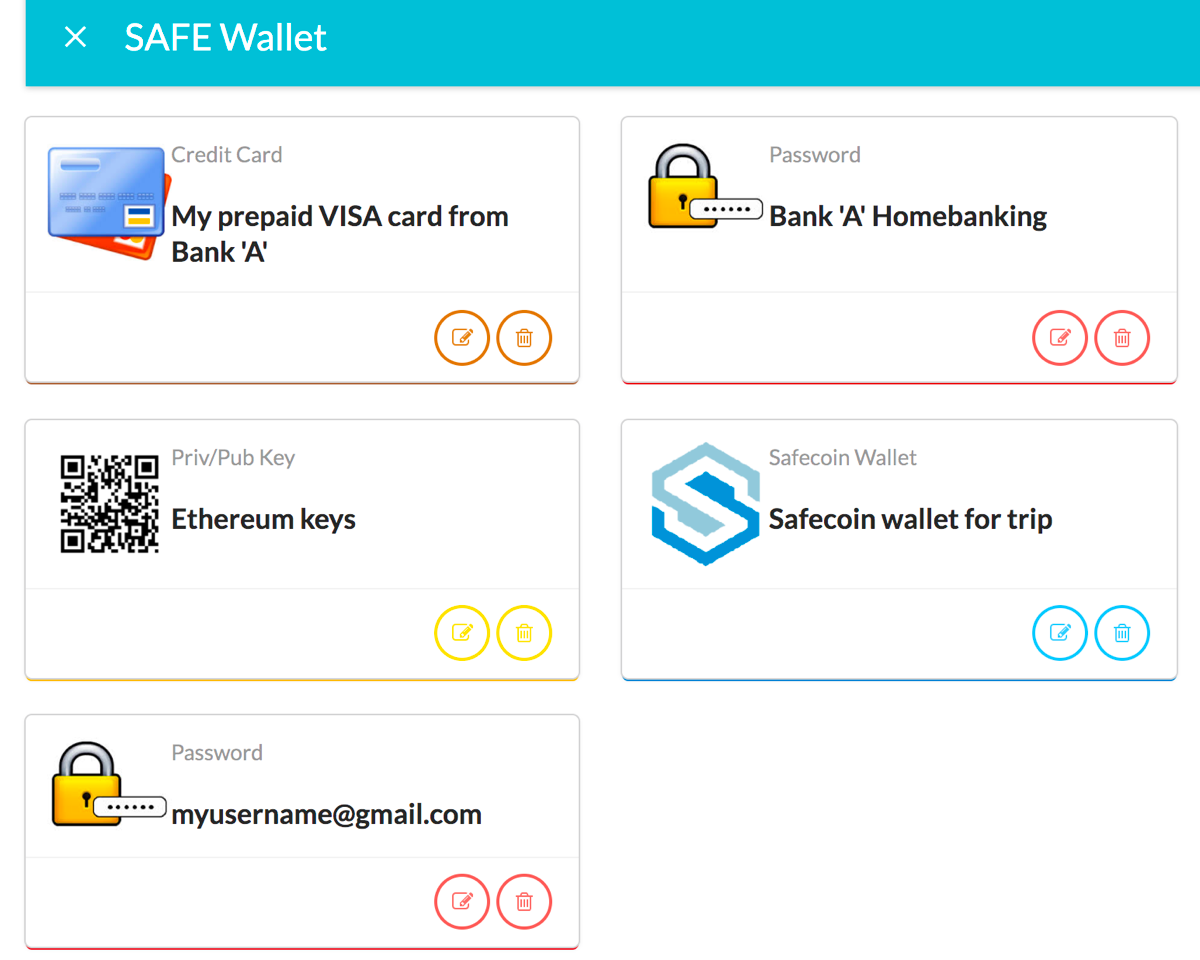 SAFE Wallet
Credit Card
My prepaid VISA card from
Bank 'A'
Password
Bank 'A' Homebanking
Priv/Pub Key
Ethereum keys
Safecoin Wallet
Safecoin wallet for trip
Password
myusername@gmail.com